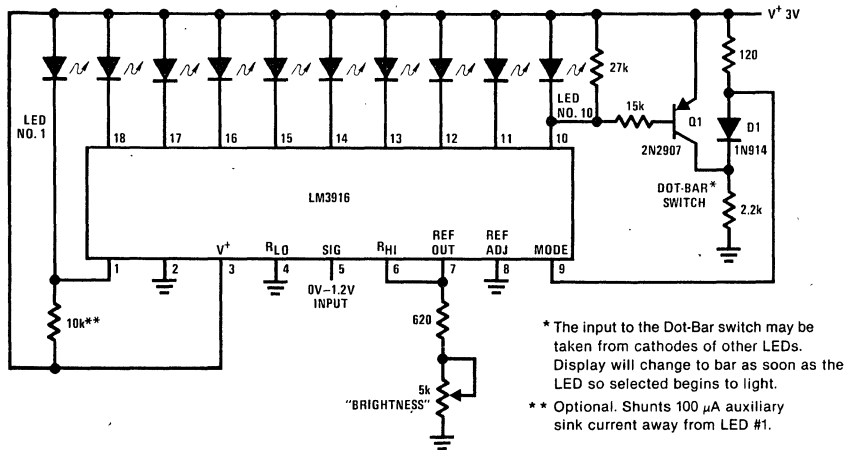 V+ 3V
120
27k
LED
NO. 1
LED
NO. 10
15k
Q1
D1
2N2907
1N914
18 17 16 15 14 13 12 11 10
DOT-BAR*
SWITCH
2.2k
LM3916
V+ RLO SIG RHI REF OUT REF ADJ MODE
1 2 3 4 5 6 7 8 9
0V–1.2V
INPUT
10k**
620
5k
"BRIGHTNESS"
* The input to the Dot-Bar switch may be
taken from cathodes of other LEDs.
Display will change to bar as soon as the
LED so selected begins to light.
** Optional. Shunts 100 µA auxiliary
sink current away from LED #1.